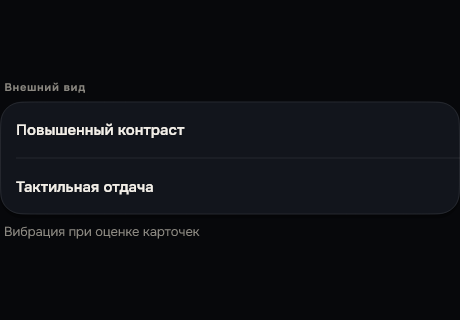 Внешний вид
Повышенный контраст
Тактильная отдача
Вибрация при оценке карточек